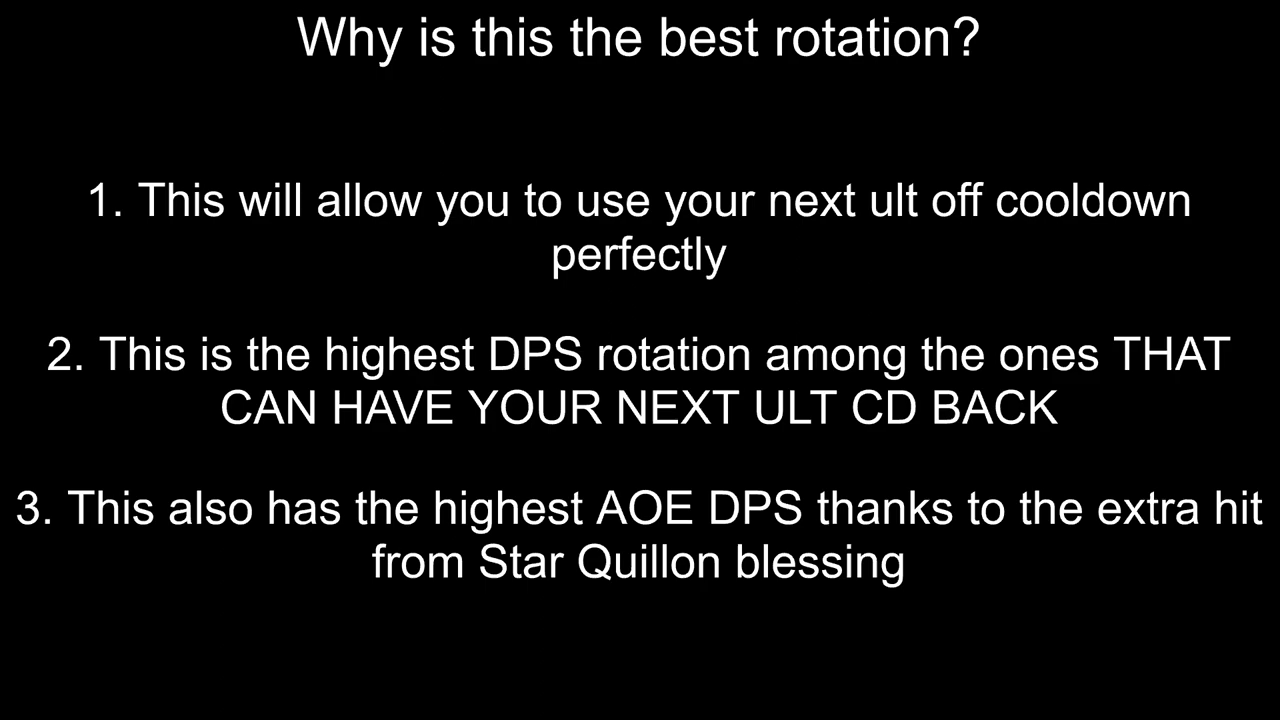 Why is this the best rotation?
1. This will allow you to use your next ult off cooldown
perfectly
2. This is the highest DPS rotation among the ones THAT
CAN HAVE YOUR NEXT ULT CD BACK
3. This also has the highest AOE DPS thanks to the extra hit
from Star Quillon blessing